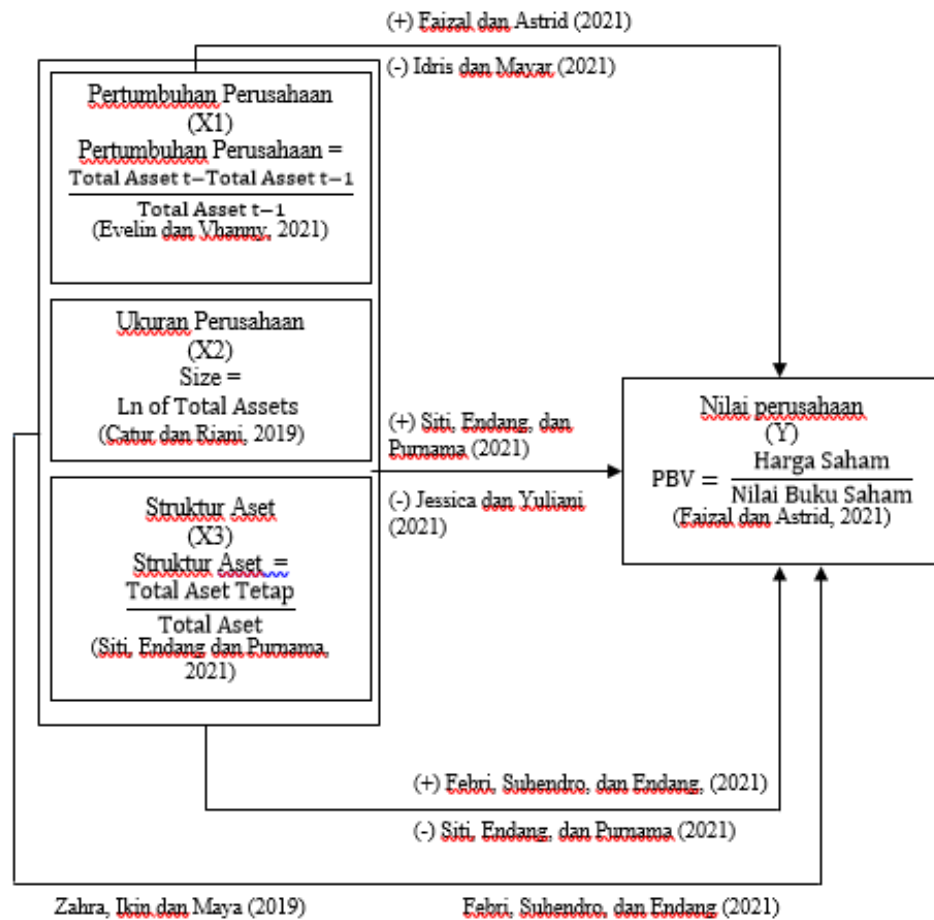 (+) Faizal dan Astrid (2021)
(-) Idris dan Mayar (2021)
Pertumbuhan Perusahaan
(X1)
Pertumbuhan Perusahaan =
Total Asset t−Total Asset t−1
Total Asset t−1
(Evelin dan Vhanny, 2021)
Ukuran Perusahaan
(X2)
Size =
Ln of Total Assets
(Catur dan Riani, 2019)
Struktur Aset
(X3)
Struktur Aset =
Total Aset Tetap
Total Aset
(Siti, Endang dan Purnama,
2021)
(+) Siti, Endang, dan
Purnama (2021)
(-) Jessica dan Yuliani
(2021)
Nilai perusahaan
(Y)
PBV =
Harga Saham
Nilai Buku Saham
(Faizal dan Astrid, 2021)
(+) Febri, Suhendro, dan Endang, (2021)
(-) Siti, Endang, dan Purnama (2021)
Zahra, Ikin dan Maya (2019)
Febri, Suhendro, dan Endang (2021)